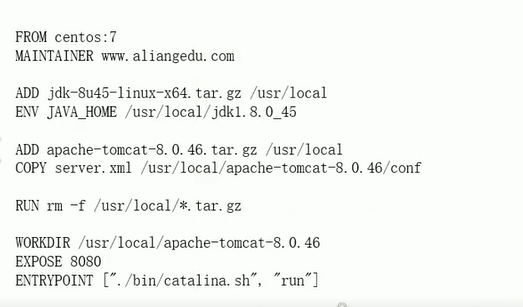 FROM centos:7
MAINTAINER www.aliangedu.com
ADD jdk-8u45-linux-x64.tar.gz /usr/local
ENV JAVA_HOME /usr/local/jdk1.8.0_45
ADD apache-tomcat-8.0.46.tar.gz /usr/local
COPY server.xml /usr/local/apache-tomcat-8.0.46/conf
RUN rm -f /usr/local/*.tar.gz
WORKDIR /usr/local/apache-tomcat-8.0.46
EXPOSE 8080
ENTRYPOINT ["./bin/catalina.sh", "run"]